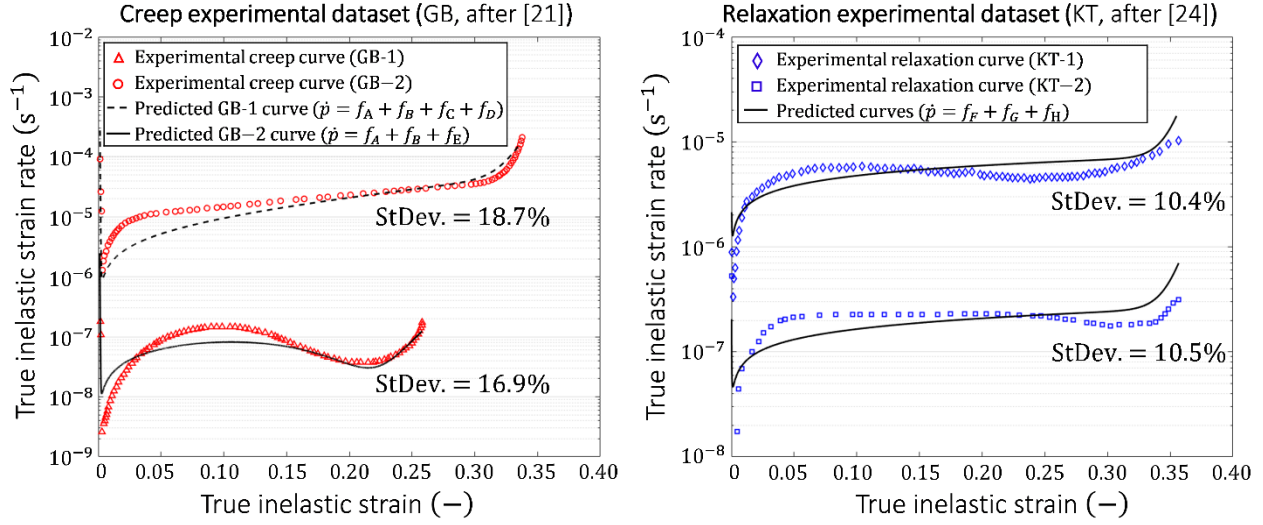 Creep experimental dataset (GB, after [21])
10⁻²
10⁻³
10⁻⁴
10⁻⁵
10⁻⁶
10⁻⁷
10⁻⁸
10⁻⁹
True inelastic strain rate (s⁻¹)
Experimental creep curve (GB-1)
Experimental creep curve (GB−2)
Predicted GB-1 curve (ṗ = f_A + f_B + f_C + f_D)
Predicted GB−2 curve (ṗ = f_A + f_B + f_E)
StDev. = 18.7%
StDev. = 16.9%
0 0.05 0.10 0.15 0.20 0.25 0.30 0.35 0.40
True inelastic strain (−)
Relaxation experimental dataset (KT, after [24])
10⁻⁴
10⁻⁵
10⁻⁶
10⁻⁷
10⁻⁸
True inelastic strain rate (s⁻¹)
Experimental relaxation curve (KT-1)
Experimental relaxation curve (KT−2)
Predicted curves (ṗ = f_F + f_G + f_H)
StDev. = 10.4%
StDev. = 10.5%
0 0.05 0.10 0.15 0.20 0.25 0.30 0.35 0.40
True inelastic strain (−)